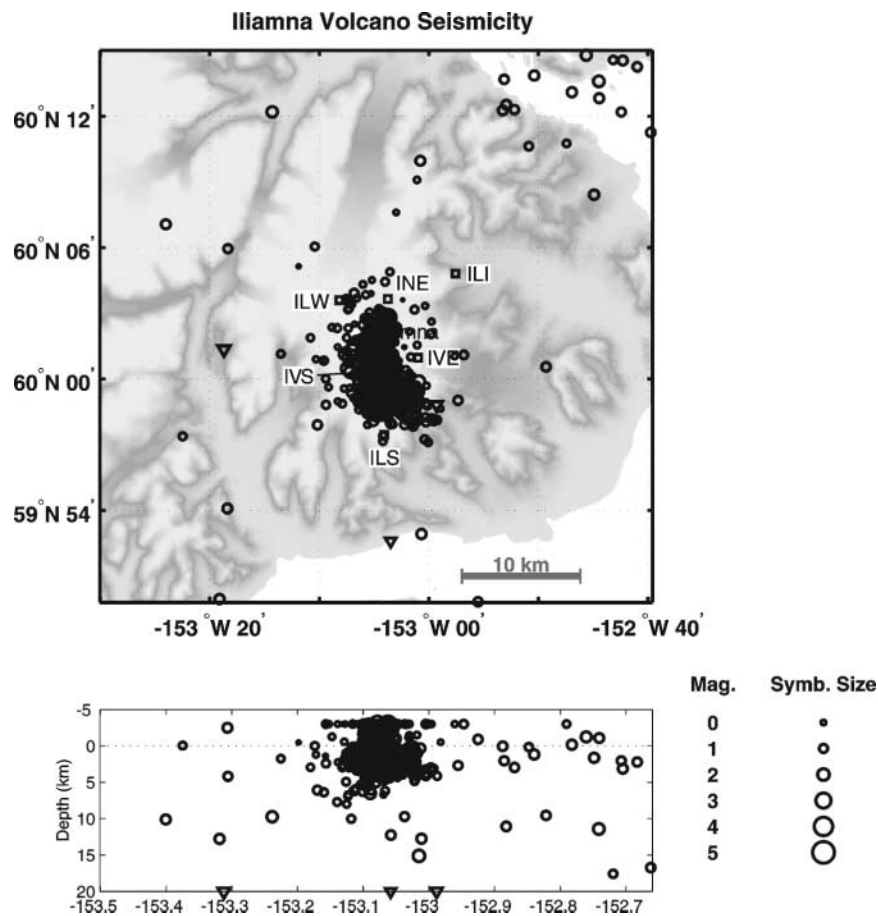 Iliamna Volcano Seismicity
60°N 12'
60°N 06'
ILI
INE
ILW
mna
IVE
IVS
60°N 00'
ILS
59°N 54'
10 km
-153°W 20' -153°W 00' -152°W 40'
Mag. Symb. Size
0
1
2
3
4
5
-5
0
5
10
15
20
Depth (km)
-153.5 -153.4 -153.3 -153.2 -153.1 -153 -152.9 -152.8 -152.7